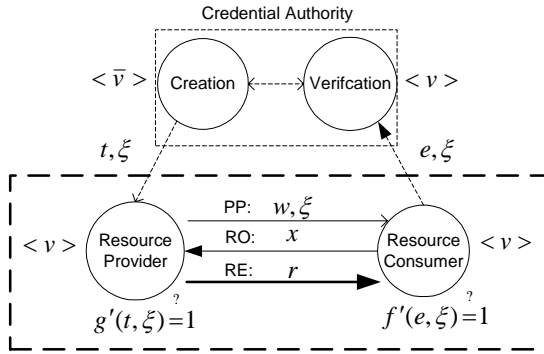 Credential Authority
< v̄ > Creation Verifcation < v >
t, ξ e, ξ
PP: w, ξ
< v > Resource Provider RO: x Resource Consumer < v >
RE: r
g'(t, ξ) ?= 1 f'(e, ξ) ?= 1